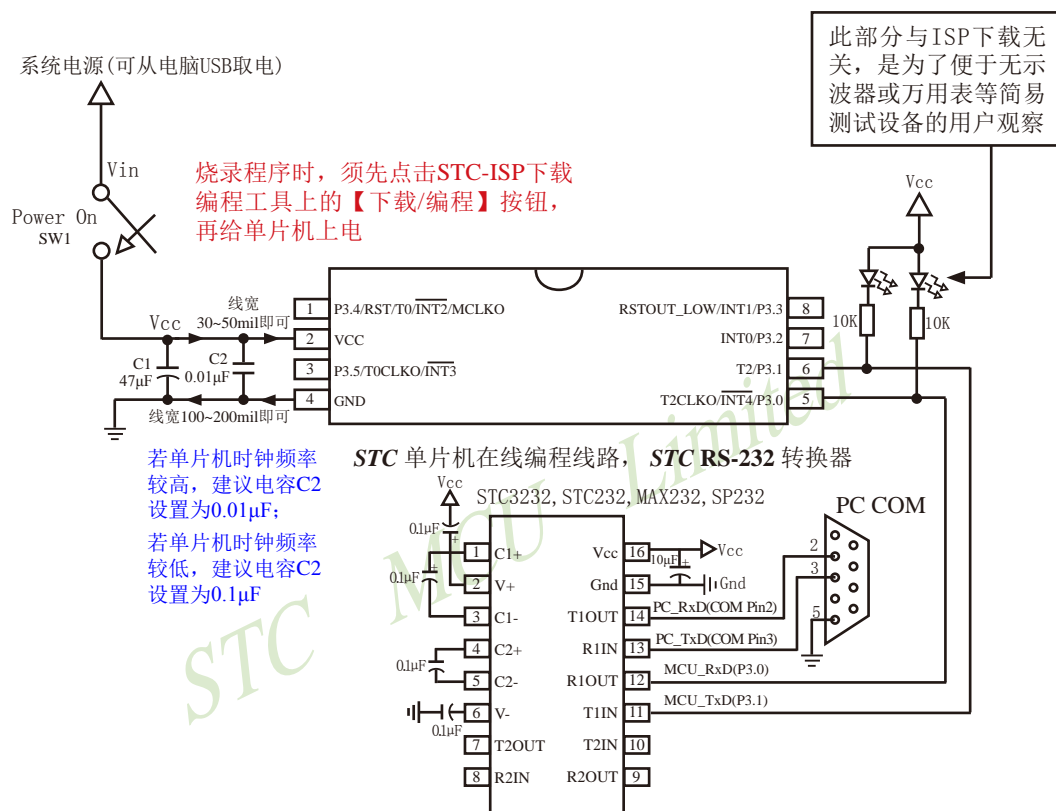 此部分与ISP下载无
关，是为了便于无示
波器或万用表等简易
测试设备的用户观察
系统电源(可从电脑USB取电)
Vin
Power On
SW1
烧录程序时，须先点击STC-ISP下载
编程工具上的【下载/编程】按钮，
再给单片机上电
Vcc
10K
10K
线宽
30~50mil即可
Vcc
C1
47μF
C2
0.01μF
线宽100~200mil即可
1 P3.4/RST/T0/INT2/MCLKO
2 VCC
3 P3.5/T0CLKO/INT3
4 GND
RSTOUT_LOW/INT1/P3.3 8
INT0/P3.2 7
T2/P3.1 6
T2CLKO/INT4/P3.0 5
若单片机时钟频率
较高，建议电容C2
设置为0.01μF；
若单片机时钟频率
较低，建议电容C2
设置为0.1μF
STC 单片机在线编程线路， STC RS-232 转换器
STC3232, STC232, MAX232, SP232
Vcc
0.1μF
+
0.1μF
+
0.1μF
0.1μF
1 C1+
2 V+
3 C1-
4 C2+
5 C2-
6 V-
7 T2OUT
8 R2IN
Vcc 16
Gnd 15
T1OUT 14
R1IN 13
R1OUT 12
T1IN 11
T2IN 10
R2OUT 9
10μF
+
Vcc
Gnd
PC_RxD(COM Pin2)
PC_TxD(COM Pin3)
MCU_RxD(P3.0)
MCU_TxD(P3.1)
PC COM
2
3
5
STC MCU Limited